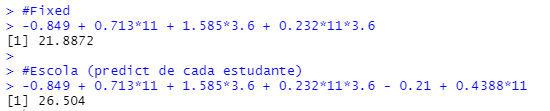 > #Fixed
> -0.849 + 0.713*11 + 1.585*3.6 + 0.232*11*3.6
[1] 21.8872
>
> #Escola (predict de cada estudante)
> -0.849 + 0.713*11 + 1.585*3.6 + 0.232*11*3.6 - 0.21 + 0.4388*11
[1] 26.504